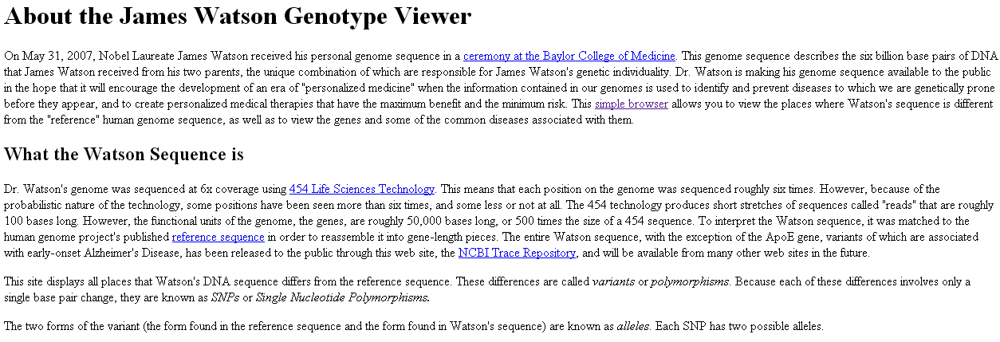 About the James Watson Genotype Viewer
On May 31, 2007, Nobel Laureate James Watson received his personal genome sequence in a ceremony at the Baylor College of Medicine. This genome sequence describes the six billion base pairs of DNA
that James Watson received from his two parents, the unique combination of which are responsible for James Watson's genetic individuality. Dr. Watson is making his genome sequence available to the public
in the hope that it will encourage the development of an era of "personalized medicine" when the information contained in our genomes is used to identify and prevent diseases to which we are genetically prone
before they appear, and to create personalized medical therapies that have the maximum benefit and the minimum risk. This simple browser allows you to view the places where Watson's sequence is different
from the "reference" human genome sequence, as well as to view the genes and some of the common diseases associated with them.
What the Watson Sequence is
Dr. Watson's genome was sequenced at 6x coverage using 454 Life Sciences Technology. This means that each position on the genome was sequenced roughly six times. However, because of the
probabilistic nature of the technology, some positions have been seen more than six times, and some less or not at all. The 454 technology produces short stretches of sequences called "reads" that are roughly
100 bases long. However, the functional units of the genome, the genes, are roughly 50,000 bases long, or 500 times the size of a 454 sequence. To interpret the Watson sequence, it was matched to the
human genome project's published reference sequence in order to reassemble it into gene-length pieces. The entire Watson sequence, with the exception of the ApoE gene, variants of which are associated
with early-onset Alzheimer's Disease, has been released to the public through this web site, the NCBI Trace Repository, and will be available from many other web sites in the future.
This site displays all places that Watson's DNA sequence differs from the reference sequence. These differences are called variants or polymorphisms. Because each of these differences involves only a
single base pair change, they are known as SNPs or Single Nucleotide Polymorphisms.
The two forms of the variant (the form found in the reference sequence and the form found in Watson's sequence) are known as alleles. Each SNP has two possible alleles.